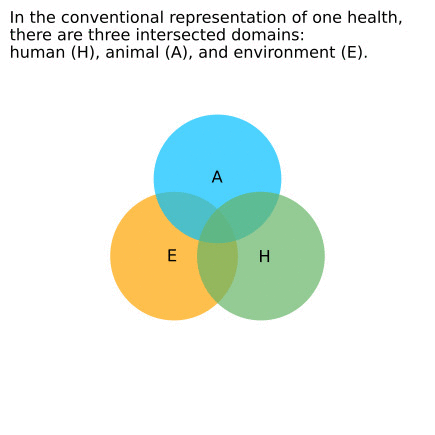 In the conventional representation of one health,
there are three intersected domains:
human (H), animal (A), and environment (E).
A
E
H